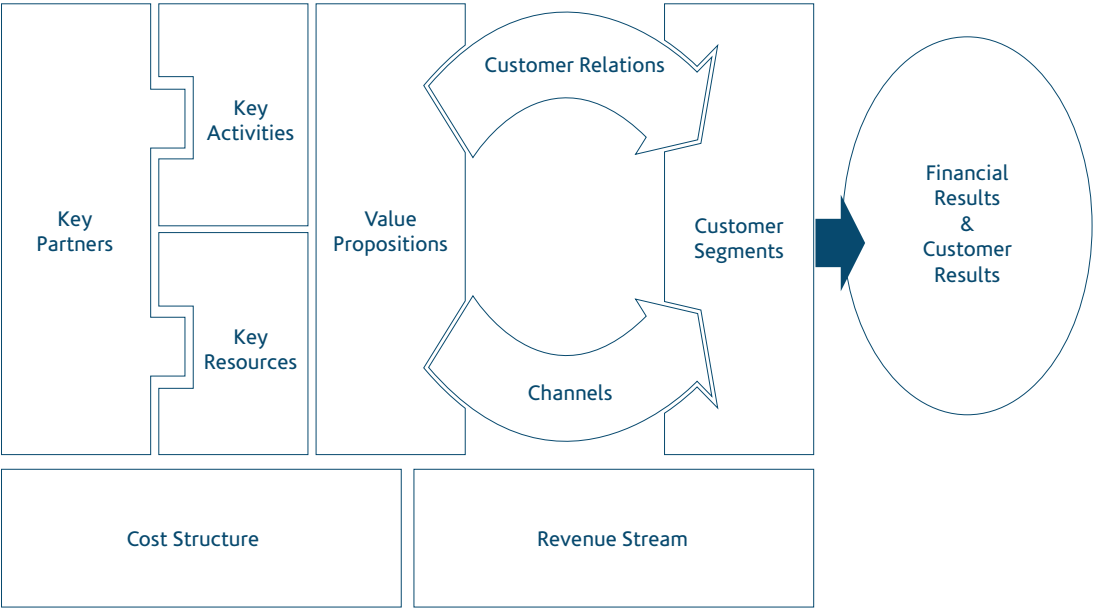 Key
Partners
Key
Activities
Key
Resources
Value
Propositions
Customer Relations
Channels
Customer
Segments
Financial
Results
&
Customer
Results
Cost Structure
Revenue Stream